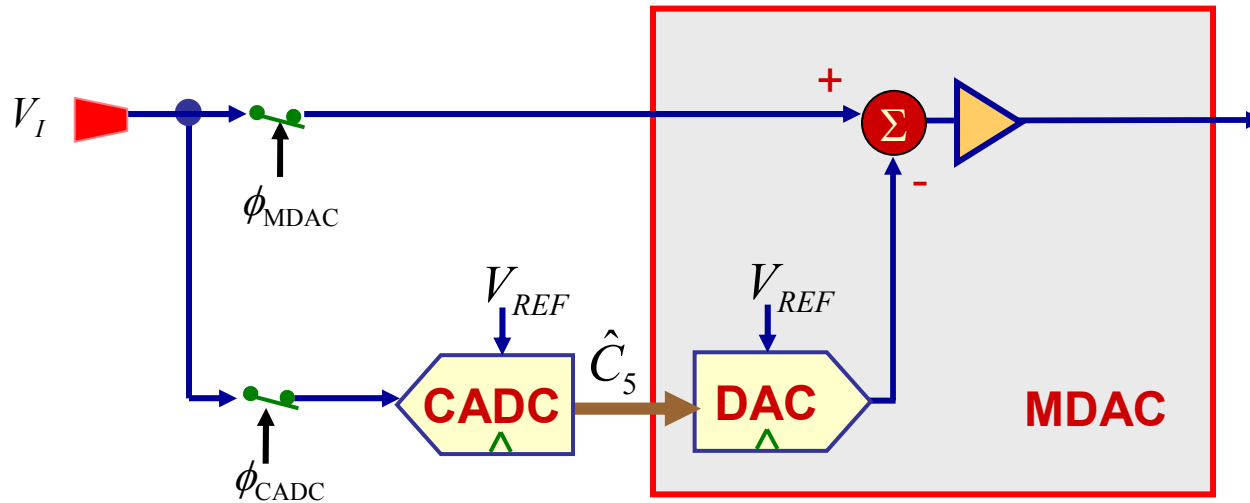 V_I
+
Σ
-
ϕ_MDAC
V_REF
V_REF
Ĉ_5
CADC
DAC
MDAC
ϕ_CADC